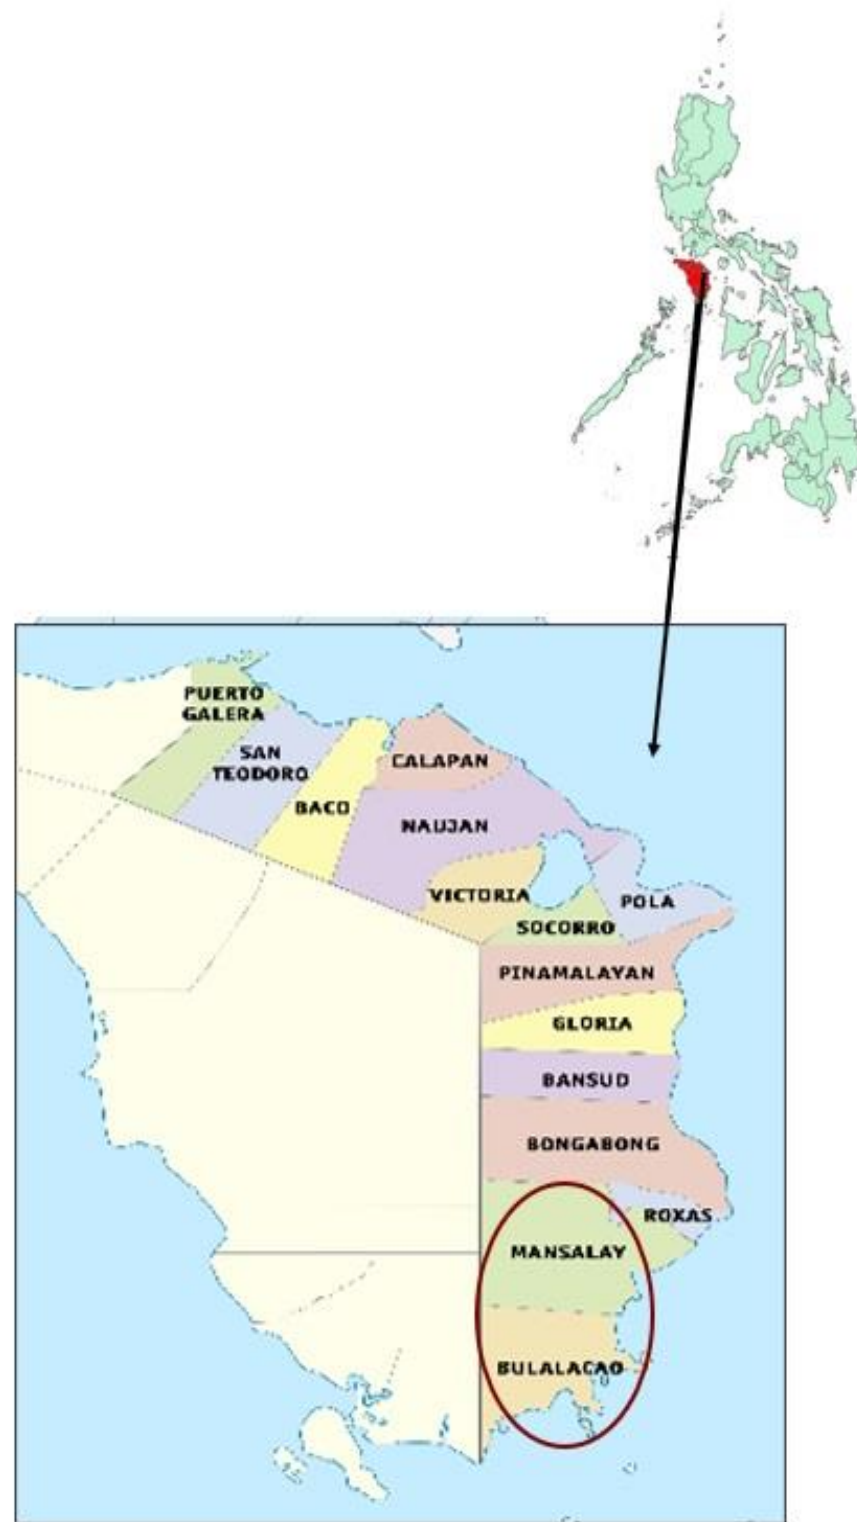 PUERTO
GALERA
SAN
TEODORO
BACO
CALAPAN
NAUJAN
VICTORIA
POLA
SOCORRO
PINAMALAYAN
GLORIA
BANSUD
BONGABONG
ROXAS
MANSALAY
BULALACAO